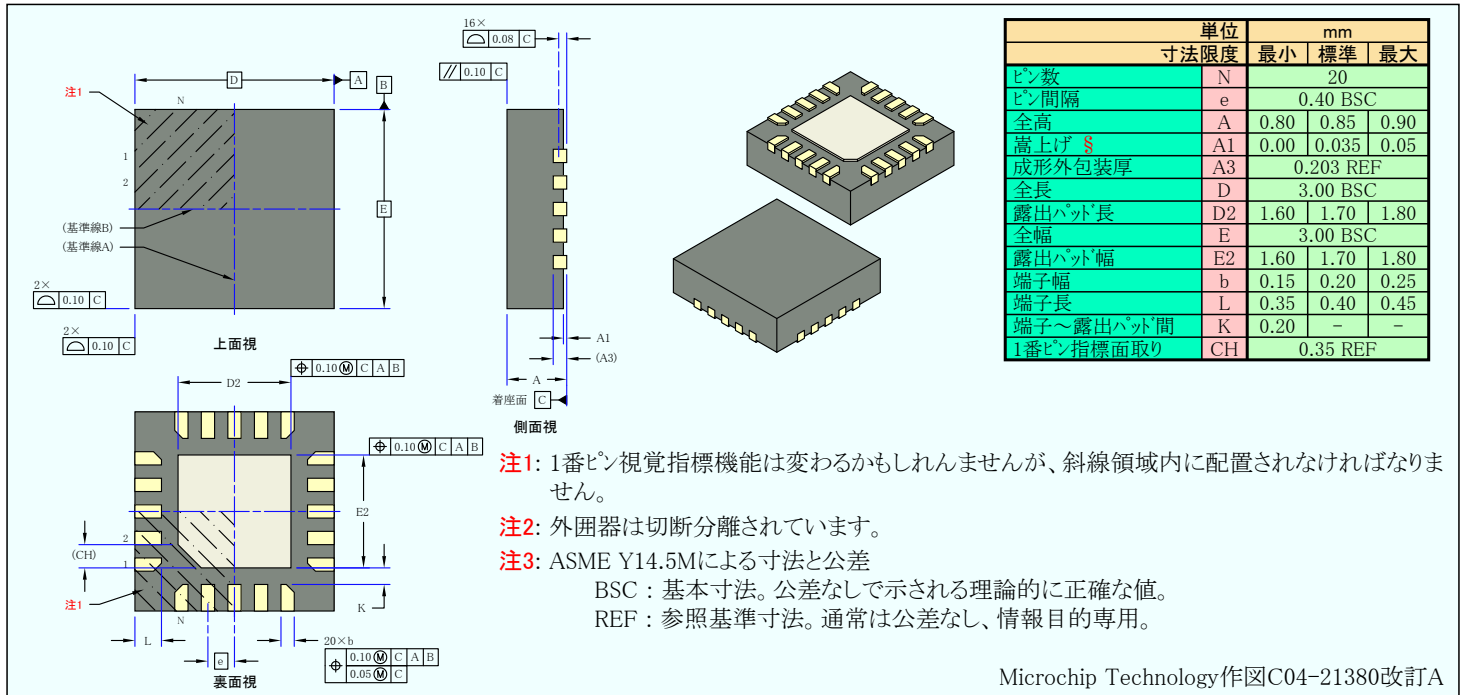 16×
0.08 C
// 0.10 C
D
A
B
注1
N
1
2
E
(基準線B)
(基準線A)
2×
0.10 C
2×
0.10 C
上面視
A1
(A3)
A
着座面 C
側面視
単位 mm
寸法限度 最小 標準 最大
ピン数 N 20
ピン間隔 e 0.40 BSC
全高 A 0.80 0.85 0.90
嵩上げ § A1 0.00 0.035 0.05
成形外包装厚 A3 0.203 REF
全長 D 3.00 BSC
露出パッド長 D2 1.60 1.70 1.80
全幅 E 3.00 BSC
露出パッド幅 E2 1.60 1.70 1.80
端子幅 b 0.15 0.20 0.25
端子長 L 0.35 0.40 0.45
端子～露出パッド間 K 0.20 - -
1番ピン指標面取り CH 0.35 REF
⌖ 0.10 Ⓜ C A B
D2
⌖ 0.10 Ⓜ C A B
E2
2
(CH)
1
注1
N
K
L
e
20×b
⌖ 0.10 Ⓜ C A B
0.05 Ⓜ C
裏面視
注1: 1番ピン視覚指標機能は変わるかもしれんませんが、斜線領域内に配置されなければなりま
せん。
注2: 外囲器は切断分離されています。
注3: ASME Y14.5Mによる寸法と公差
BSC : 基本寸法。公差なしで示される理論的に正確な値。
REF : 参照基準寸法。通常は公差なし、情報目的専用。
Microchip Technology作図C04-21380改訂A